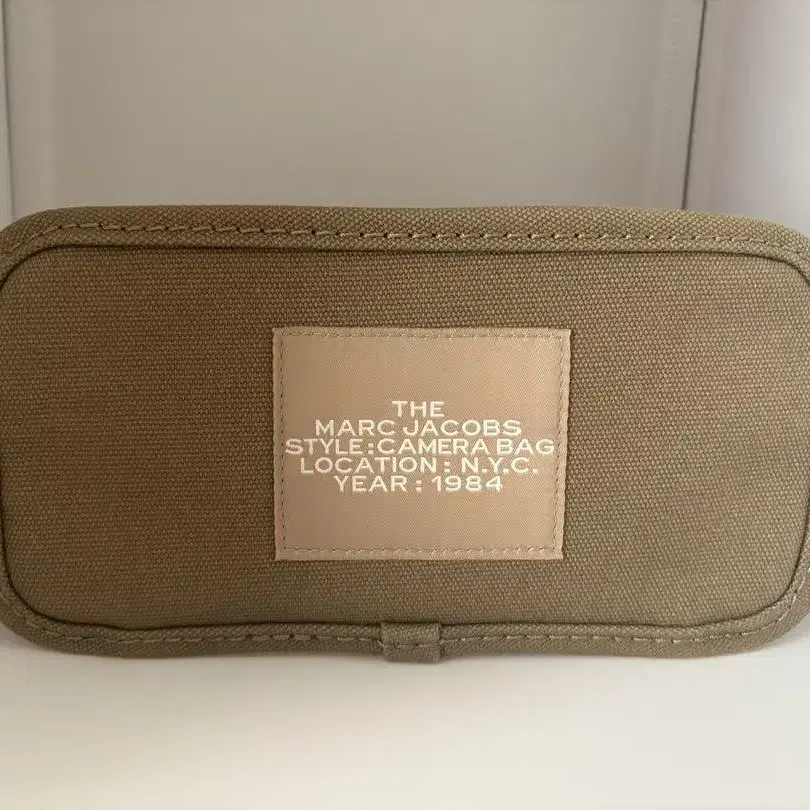 THE
MARC JACOBS
STYLE:CAMERA BAG
LOCATION: N.Y.C.
YEAR: 1984